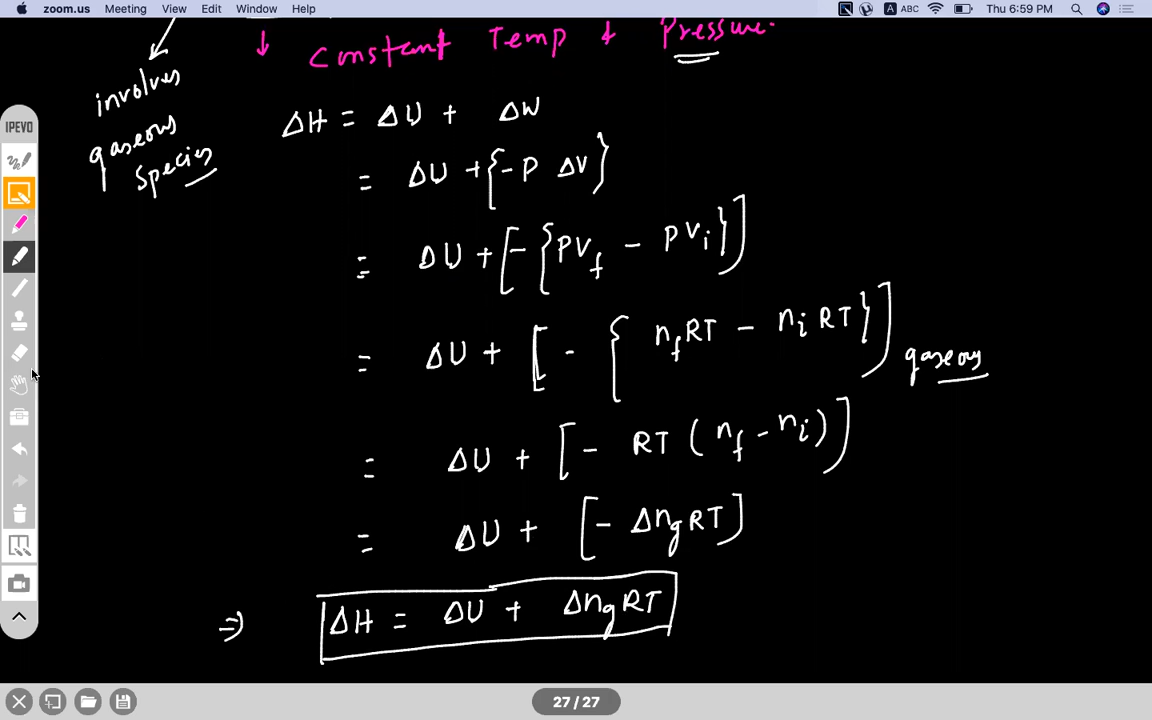 zoom.us Meeting View Edit Window Help A ABC Thu 6:59 PM
↓ Constant Temp + Pressure.
involves
gaseous
species
IPEVO
ΔH = ΔU + ΔW
= ΔU + {-P ΔV}
= ΔU + [- {PVf - PVi}]
= ΔU + [- {nfRT - niRT}] gaseous
= ΔU + [- RT (nf - ni)]
= ΔU + [- ΔngRT]
⇒ ΔH = ΔU + ΔngRT
27 / 27